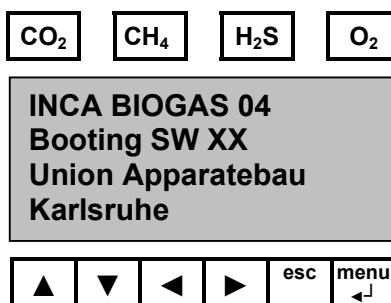 CO₂ CH₄ H₂S O₂
INCA BIOGAS 04
Booting SW XX
Union Apparatebau
Karlsruhe
▲ ▼ ◄ ► esc menu
↵